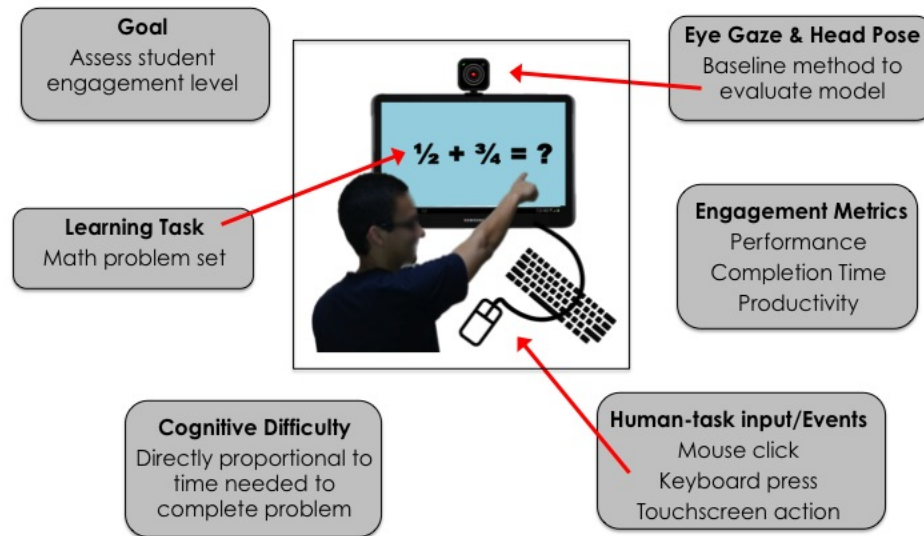 Goal
Assess student
engagement level
Eye Gaze & Head Pose
Baseline method to
evaluate model
½ + ¾ = ?
Learning Task
Math problem set
Engagement Metrics
Performance
Completion Time
Productivity
Cognitive Difficulty
Directly proportional to
time needed to
complete problem
Human-task input/Events
Mouse click
Keyboard press
Touchscreen action